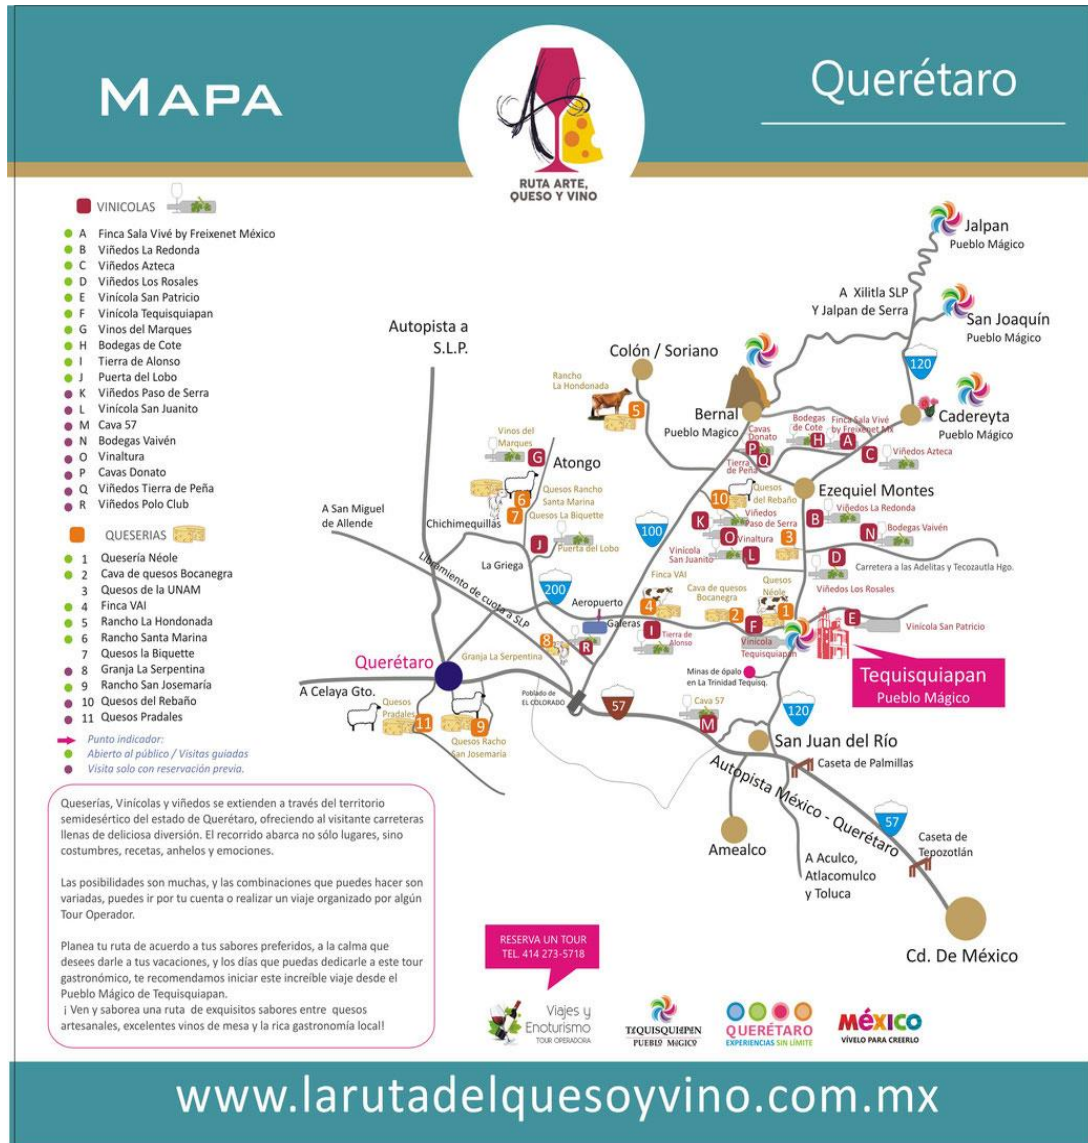 MAPA
Querétaro
RUTA ARTE,
QUESO Y VINO
VINICOLAS
A Finca Sala Vivé by Freixenet México
B Viñedos La Redonda
C Viñedos Azteca
D Viñedos Los Rosales
E Vinícola San Patricio
F Vinícola Tequisquiapan
G Vinos del Marques
H Bodegas de Cote
I Tierra de Alonso
J Puerta del Lobo
K Viñedos Paso de Serra
L Vinícola San Juanito
M Cava 57
N Bodegas Vaivén
O Vinaltura
P Cavas Donato
Q Viñedos Tierra de Peña
R Viñedos Polo Club
QUESERIAS
1 Quesería Néole
2 Cava de quesos Bocanegra
3 Quesos de la UNAM
4 Finca VAI
5 Rancho La Hondonada
6 Rancho Santa Marina
7 Quesos la Biquette
8 Granja La Serpentina
9 Rancho San Josemaría
10 Quesos del Rebaño
11 Quesos Pradales
Punto indicador:
Abierto al público / Visitas guiadas
Visita solo con reservación previa.
Jalpan
Pueblo Mágico
A Xilitla SLP
Y Jalpan de Serra
San Joaquín
Pueblo Mágico
120
Autopista a
S.L.P.
Colón / Soriano
Rancho
La Hondonada
5
Bernal
Pueblo Magico
Cadereyta
Pueblo Mágico
Bodegas
de Cote
H
Finca Sala Vivé
by Freixenet Mx
A
Cavas
Donato
P
Tierra
de Peña
Q
C
Viñedos Azteca
Vinos del
Marques
G
Atongo
6
Quesos Rancho
Santa Marina
7
Quesos La Biquette
10
Quesos
del Rebaño
Ezequiel Montes
Viñedos La Redonda
B
Bodegas Vaivén
N
A San Miguel
de Allende
Chichimequillas
K
Viñedos
Paso de Serra
O
Vinaltura
3
Vinícola
San Juanito
L
D
Carretera a las Adelitas y Tecozautla Hgo.
Viñedos Los Rosales
100
J
Puerta del Lobo
La Griega
Libramiento de cuota a SLP
200
Aeropuerto
Galeras
Finca VAI
4
Cava de quesos
Bocanegra
2
Quesos
Néole
1
I
Tierra de
Alonso
F
Vinicola
Tequisquiapan
E
Vinicola San Patricio
8
R
Granja La Serpentina
Querétaro
A Celaya Gto.
Minas de ópalo
en La Trinidad Tequisq.
Tequisquiapan
Pueblo Mágico
Poblado de
EL COLORADO
57
Cava 57
M
120
Quesos
Pradales
11
9
Quesos Racho
San Josemaría
San Juan del Río
Caseta de Palmillas
Autopista México - Querétaro
57
Amealco
A Aculco,
Atlacomulco
y Toluca
Caseta de
Tepozotlán
Cd. De México
Queserías, Vinícolas y viñedos se extienden a través del territorio
semidesértico del estado de Querétaro, ofreciendo al visitante carreteras
llenas de deliciosa diversión. El recorrido abarca no sólo lugares, sino
costumbres, recetas, anhelos y emociones.
Las posibilidades son muchas, y las combinaciones que puedes hacer son
variadas, puedes ir por tu cuenta o realizar un viaje organizado por algún
Tour Operador.
Planea tu ruta de acuerdo a tus sabores preferidos, a la calma que
desees darle a tus vacaciones, y los días que puedas dedicarle a este tour
gastronómico, te recomendamos iniciar este increíble viaje desde el
Pueblo Mágico de Tequisquiapan.
¡ Ven y saborea una ruta de exquisitos sabores entre quesos
artesanales, excelentes vinos de mesa y la rica gastronomía local!
RESERVA UN TOUR
TEL. 414 273-5718
Viajes y
Enoturismo
TOUR OPERADORA
TEQUISQUIAPAN
PUEBLO MÁGICO
QUERÉTARO
EXPERIENCIAS SIN LÍMITE
MÉXICO
VÍVELO PARA CREERLO
www.larutadelquesoyvino.com.mx